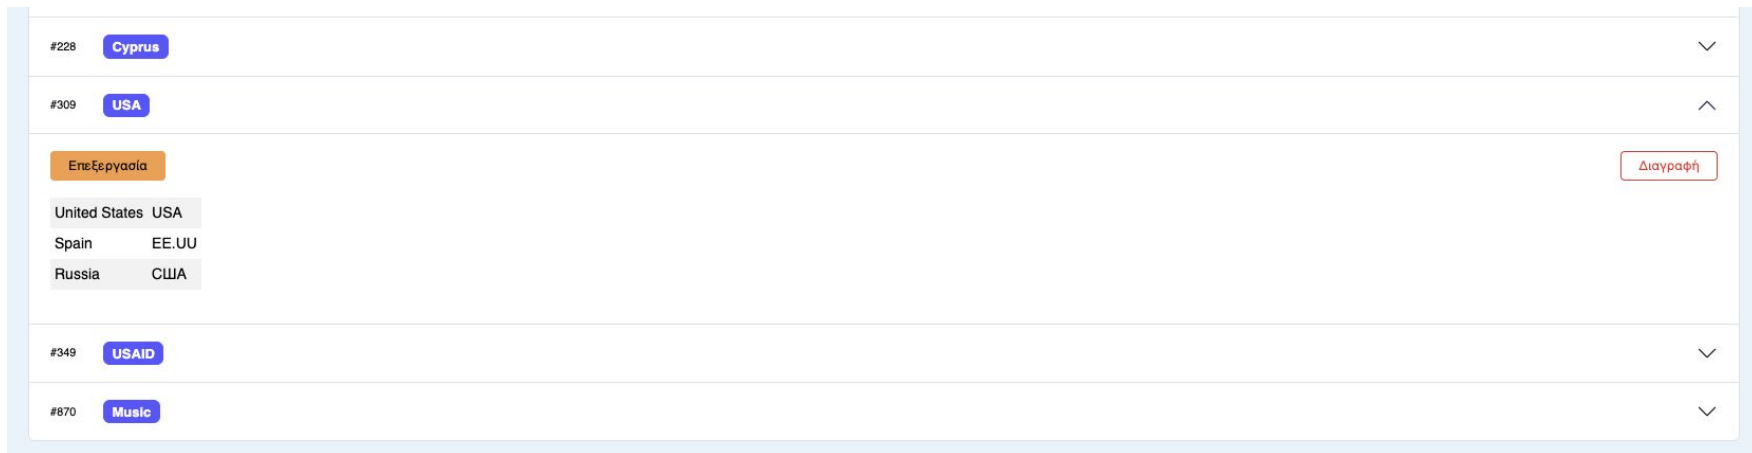 #228 Cyprus
#309 USA
Επεξεργασία Διαγραφή
United States USA
Spain EE.UU
Russia США
#349 USAID
#870 Music